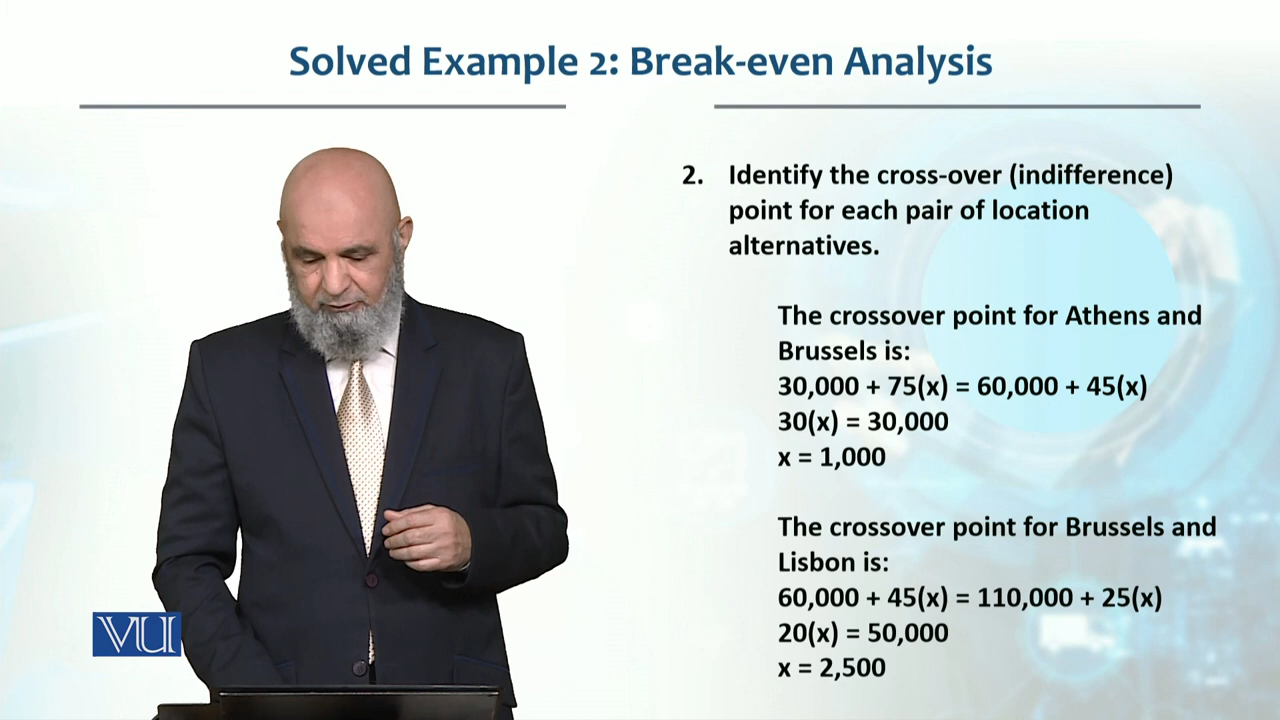 Solved Example 2: Break-even Analysis
2. Identify the cross-over (indifference)
point for each pair of location
alternatives.
The crossover point for Athens and
Brussels is:
30,000 + 75(x) = 60,000 + 45(x)
30(x) = 30,000
x = 1,000
The crossover point for Brussels and
Lisbon is:
60,000 + 45(x) = 110,000 + 25(x)
20(x) = 50,000
x = 2,500
VU